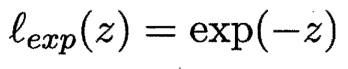 ℓ_{exp}(z) = exp(−z)